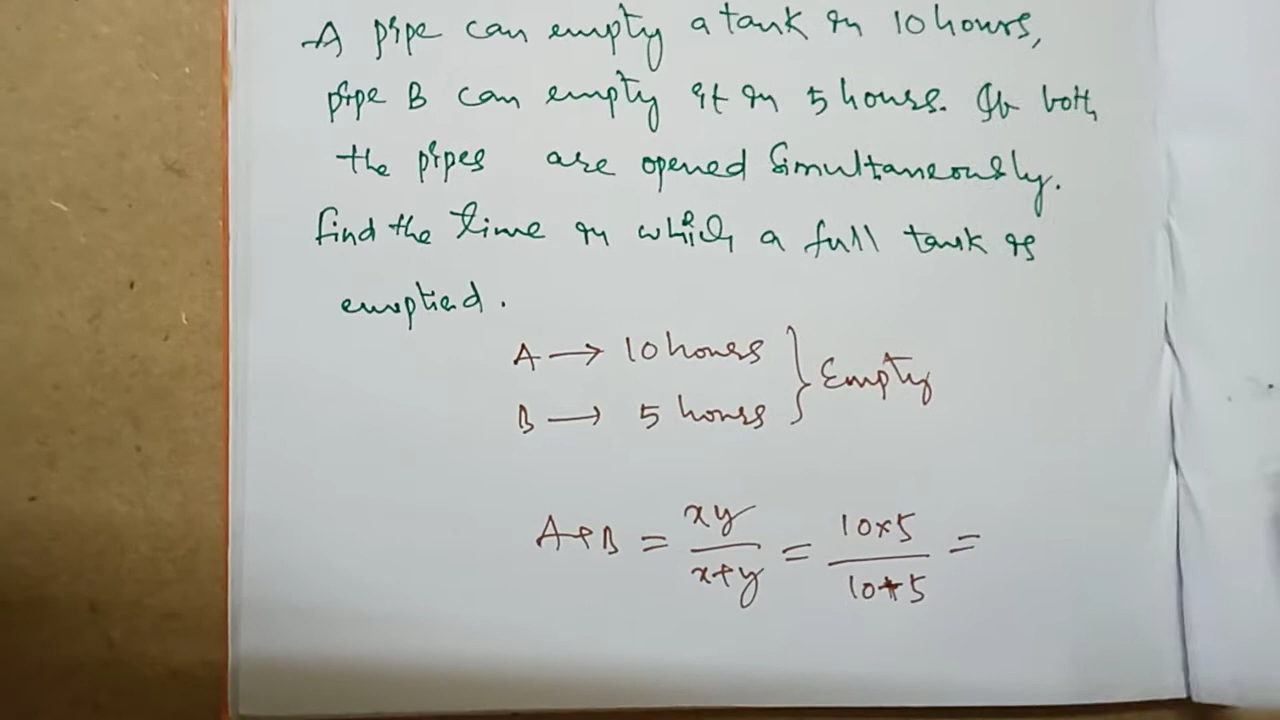 A pipe can empty a tank in 10 hours,
pipe B can empty it in 5 hours. If both
the pipes are opened simultaneously.
find the time in which a full tank is
emptied.
A → 10 hours } Empty
B → 5 hours
A+B = xy/x+y = 10×5/10+5 =